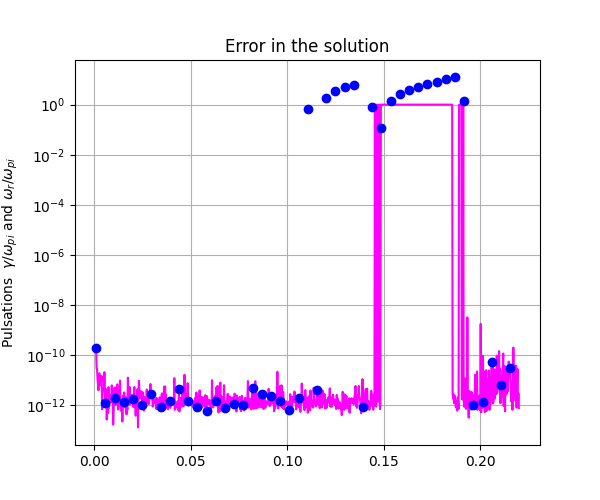 Error in the solution
Pulsations γ/ω_pi and ω_r/ω_pi
10^0
10^-2
10^-4
10^-6
10^-8
10^-10
10^-12
0.00 0.05 0.10 0.15 0.20